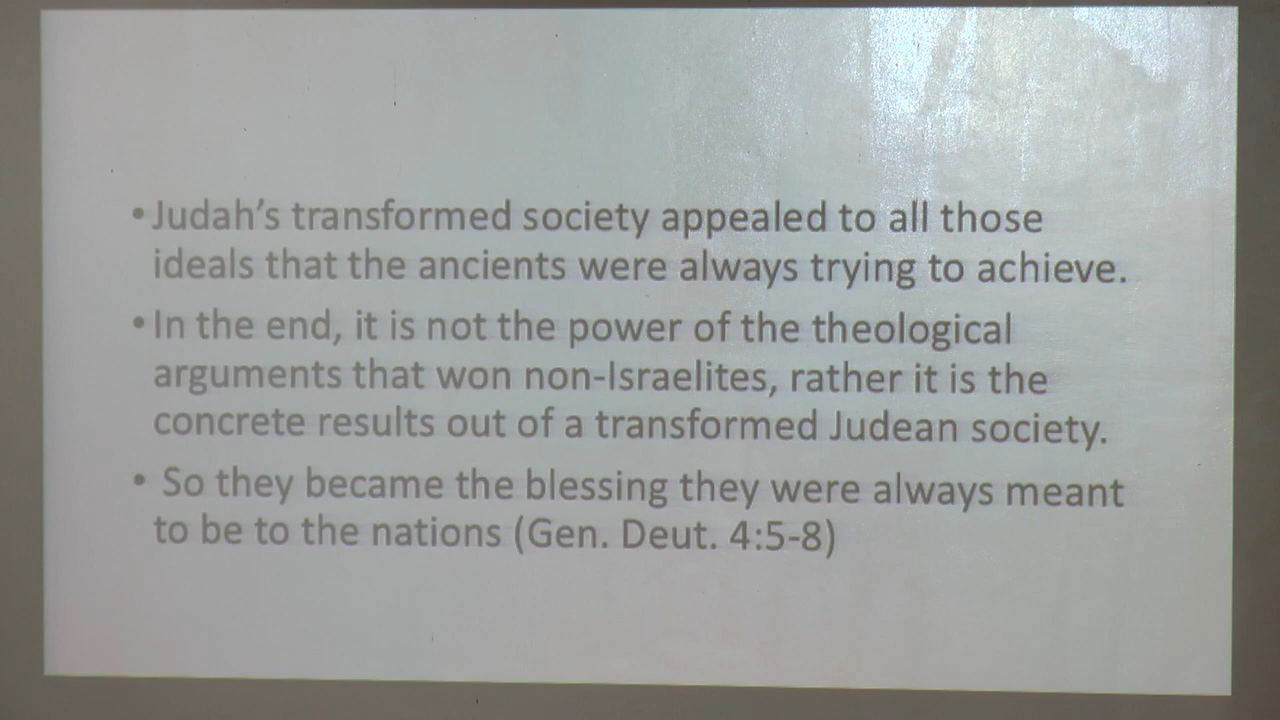 •Judah's transformed society appealed to all those
ideals that the ancients were always trying to achieve.
•In the end, it is not the power of the theological
arguments that won non-Israelites, rather it is the
concrete results out of a transformed Judean society.
• So they became the blessing they were always meant
to be to the nations (Gen. Deut. 4:5-8)